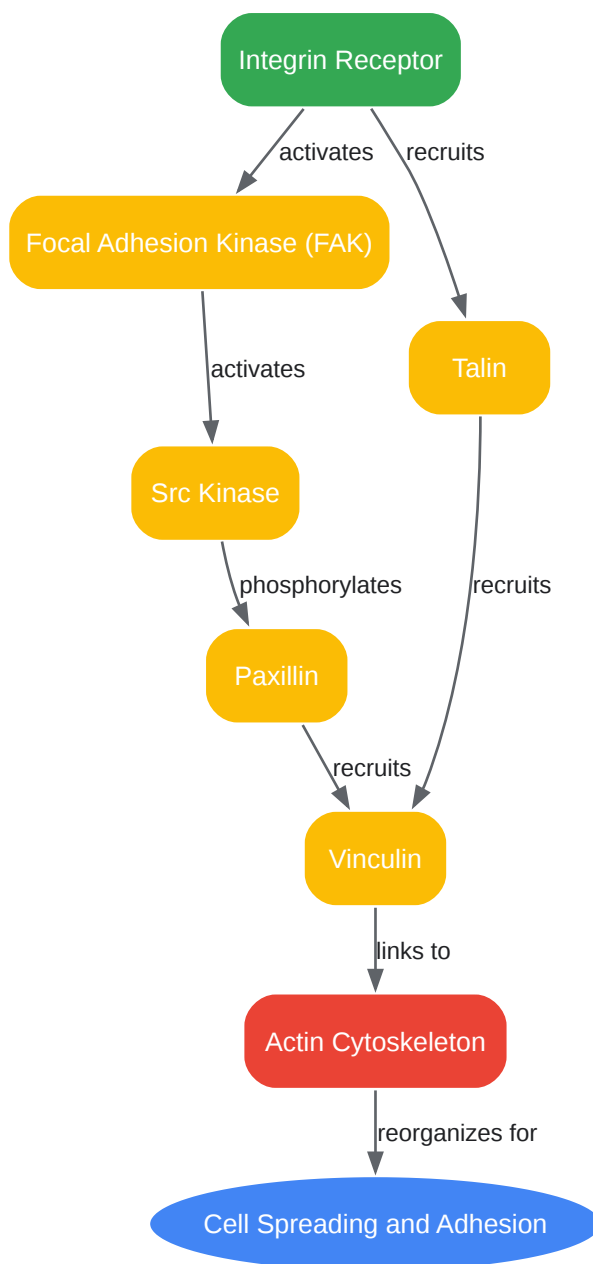 Integrin Receptor
activates
recruits
Focal Adhesion Kinase (FAK)
Talin
activates
Src Kinase
phosphorylates
recruits
Paxillin
recruits
Vinculin
links to
Actin Cytoskeleton
reorganizes for
Cell Spreading and Adhesion